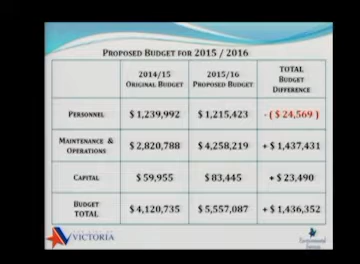 PROPOSED BUDGET FOR 2015 / 2016
2014/15 ORIGINAL BUDGET 2015/16 PROPOSED BUDGET TOTAL BUDGET DIFFERENCE
PERSONNEL $ 1,239,992 $ 1,215,423 - ( $ 24,569 )
MAINTENANCE & OPERATIONS $ 2,820,788 $ 4,258,219 + $ 1,437,431
CAPITAL $ 59,955 $ 83,445 + $ 23,490
BUDGET TOTAL $ 4,120,735 $ 5,557,087 + $ 1,436,352
VICTORIA
Environmental
Services